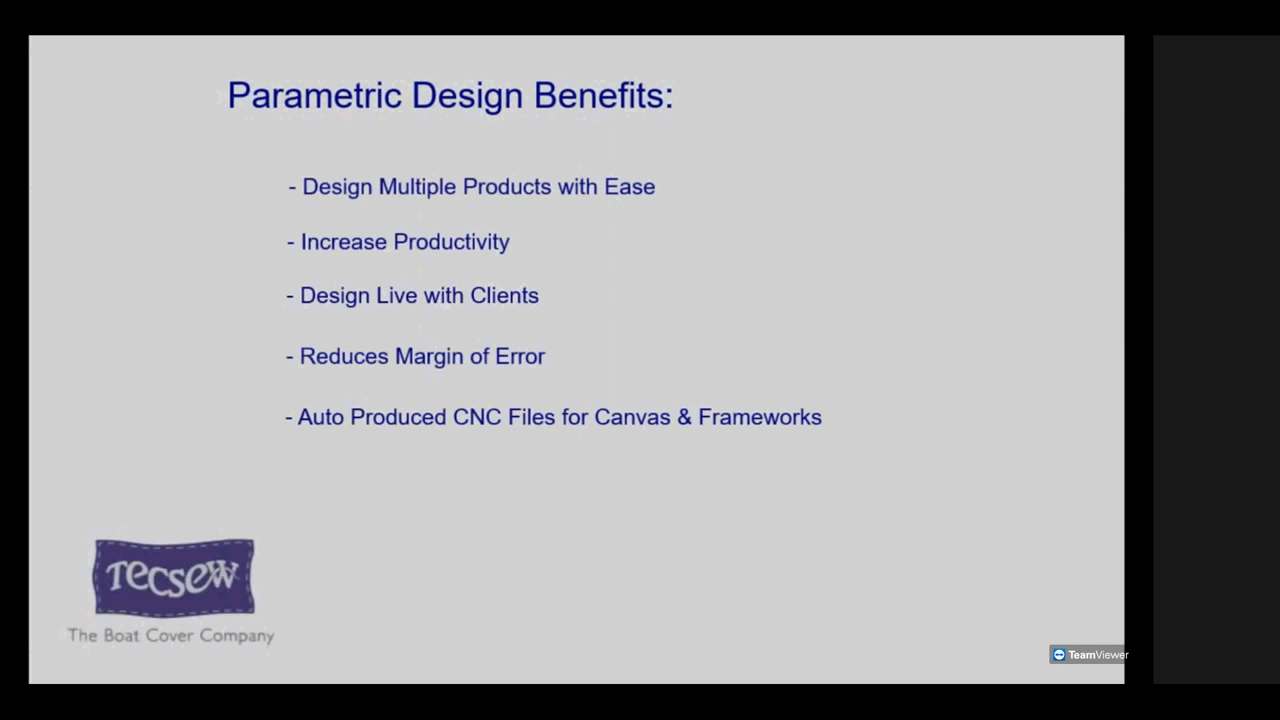 Parametric Design Benefits:
- Design Multiple Products with Ease
- Increase Productivity
- Design Live with Clients
- Reduces Margin of Error
- Auto Produced CNC Files for Canvas & Frameworks
Tecsew
The Boat Cover Company
TeamViewer